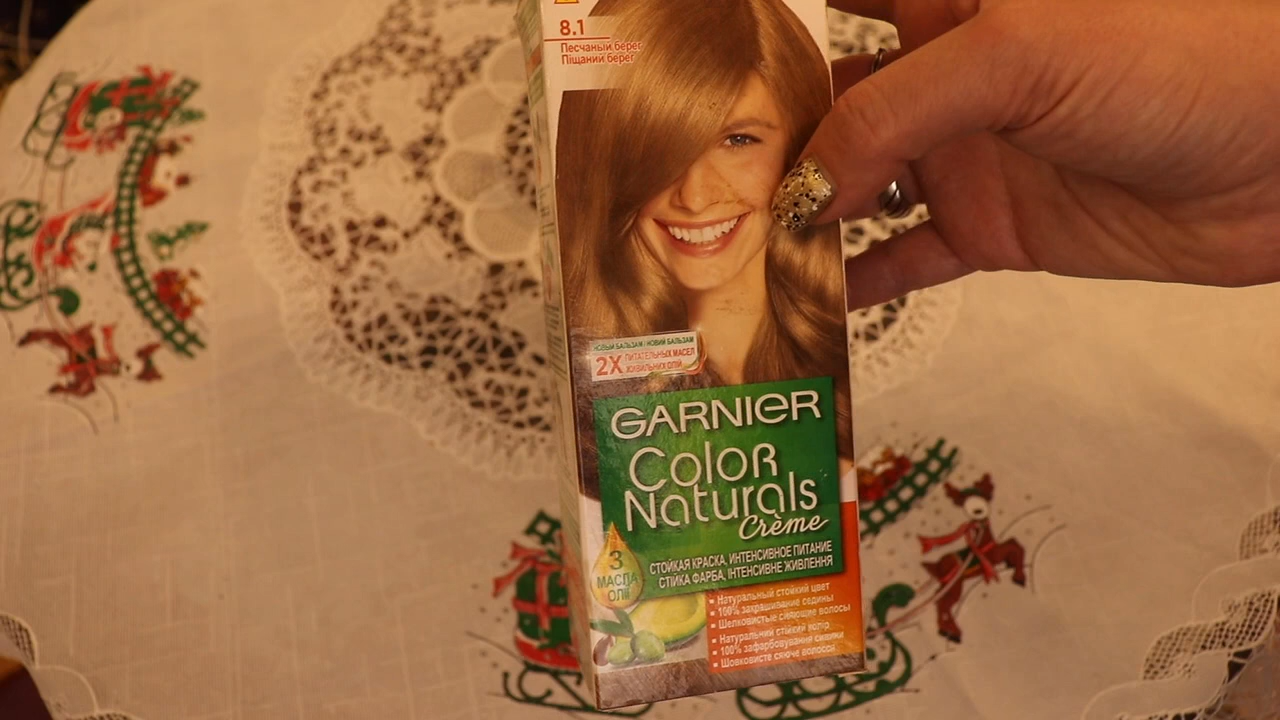 8.1
Песчаный берег
Піщаний берег
НОВЫЙ БАЛЬЗАМ / НОВИЙ БАЛЬЗАМ
2X ПИТАТЕЛЬНЫХ МАСЕЛ
ЖИВИЛЬНИХ ОЛІЙ
GARNIER
Color
Naturals
Crème
3
МАСЛА
ОЛІЇ
СТОЙКАЯ КРАСКА, ИНТЕНСИВНОЕ ПИТАНИЕ
СТІЙКА ФАРБА, ІНТЕНСИВНЕ ЖИВЛЕННЯ
▪ Натуральный стойкий цвет
▪ 100% закрашивание седины
▪ Шелковистые сияющие волосы
▪ Натуральний стійкий колір
▪ 100% зафарбовування сивини
▪ Шовковисте сяюче волосся